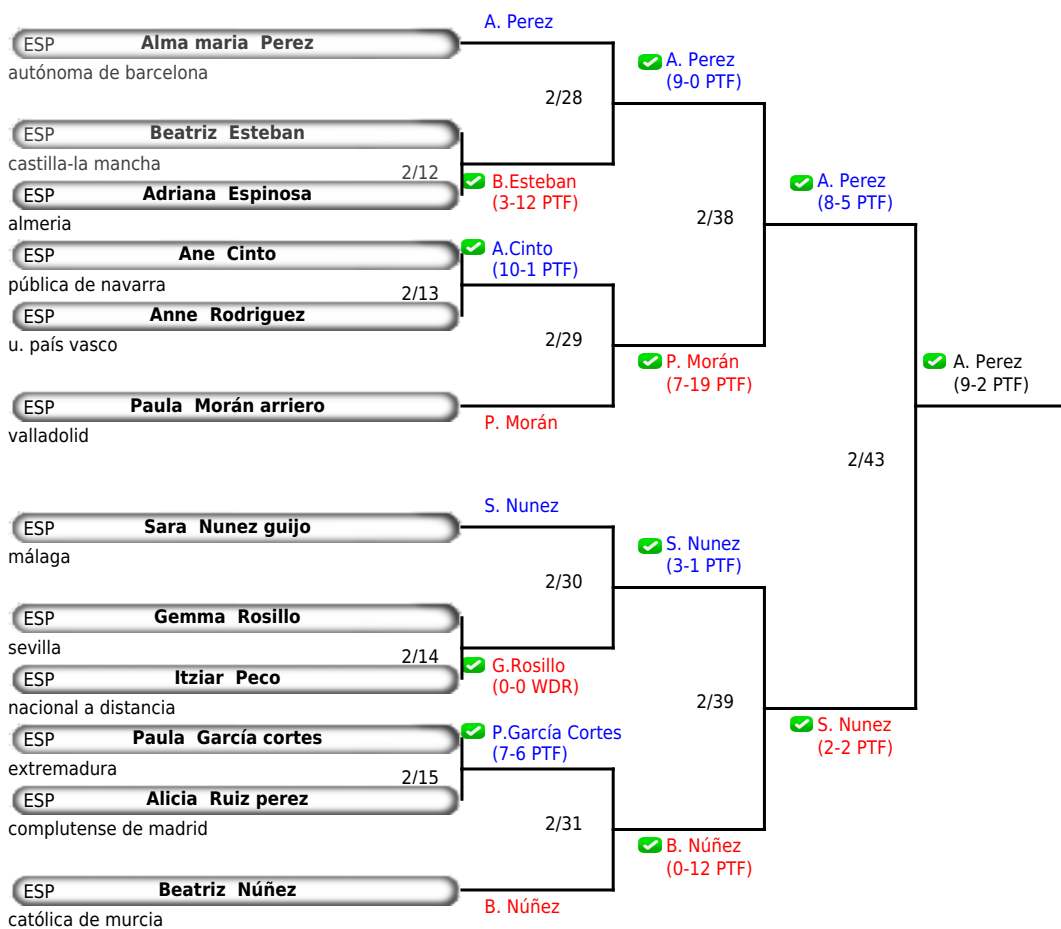 A. Perez
ESP Alma maria Perez
autónoma de barcelona
A. Perez
(9-0 PTF)
2/28
ESP Beatriz Esteban
castilla-la mancha
2/12
B.Esteban
(3-12 PTF)
ESP Adriana Espinosa
almeria
A. Perez
(8-5 PTF)
2/38
ESP Ane Cinto
pública de navarra
A.Cinto
(10-1 PTF)
2/13
ESP Anne Rodriguez
u. país vasco
2/29
P. Morán
(7-19 PTF)
A. Perez
(9-2 PTF)
ESP Paula Morán arriero
valladolid
P. Morán
2/43
S. Nunez
ESP Sara Nunez guijo
málaga
S. Nunez
(3-1 PTF)
2/30
ESP Gemma Rosillo
sevilla
2/14
G.Rosillo
(0-0 WDR)
ESP Itziar Peco
nacional a distancia
2/39
S. Nunez
(2-2 PTF)
ESP Paula García cortes
extremadura
P.García Cortes
(7-6 PTF)
2/15
ESP Alicia Ruiz perez
complutense de madrid
2/31
B. Núñez
(0-12 PTF)
ESP Beatriz Núñez
católica de murcia
B. Núñez